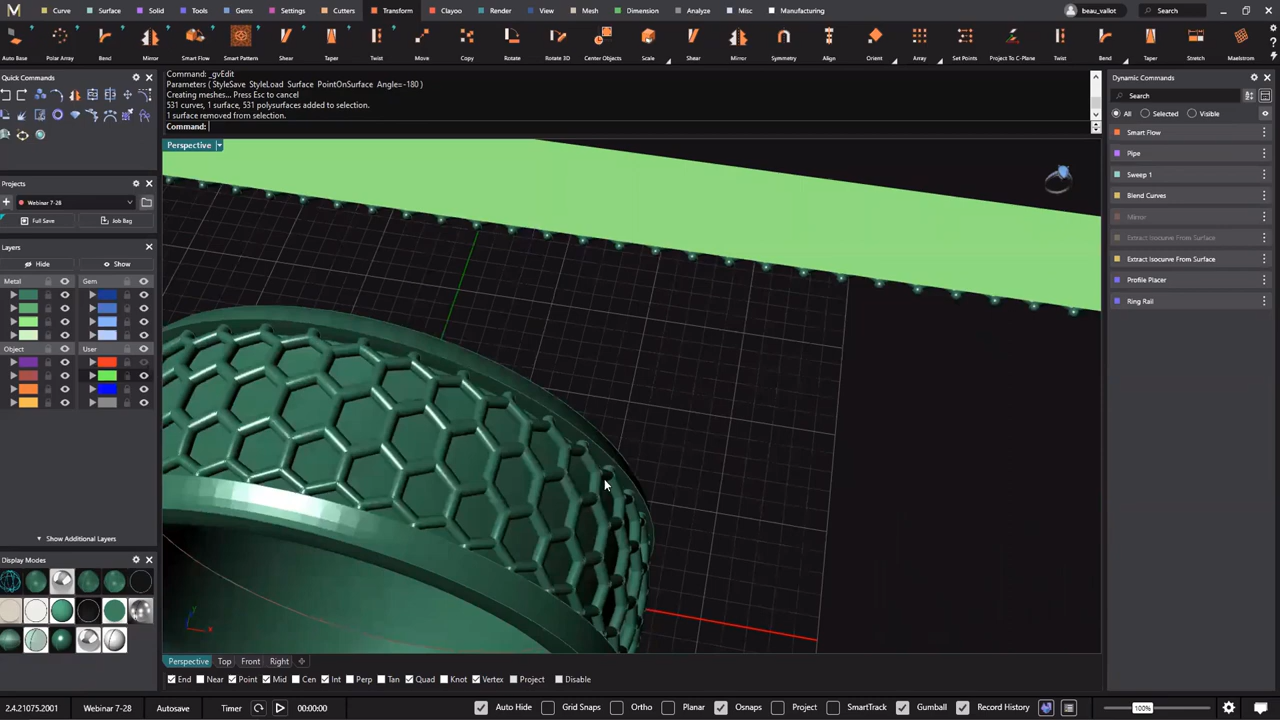 Curve Surface Solid Tools Gems Settings Cutters Transform Clayoo Render View Mesh Dimension Analyze Misc Manufacturing beau_vallot Search
Auto Base Polar Array Bend Mirror Smart Flow Smart Pattern Shear Taper Twist Move Copy Rotate Rotate 3D Center Objects Scale Shear Mirror Symmetry Align Orient Array Set Points Project To C-Plane Twist Bend Taper Stretch Maelstrom
Quick Commands
Command: _gvEdit
Parameters ( StyleSave StyleLoad Surface PointOnSurface Angle=-180 )
Creating meshes... Press Esc to cancel
531 curves, 1 surface, 531 polysurfaces added to selection.
1 surface removed from selection.
Command:
Dynamic Commands
Search
All Selected Visible
Smart Flow
Pipe
Sweep 1
Blend Curves
Mirror
Extract Isocurve From Surface
Extract Isocurve From Surface
Profile Placer
Ring Rail
Perspective
Projects
Webinar 7-28
Full Save Job Bag
Layers
Hide Show
Metal Gem
Object User
Show Additional Layers
Display Modes
y
x
Perspective Top Front Right
End Near Point Mid Cen Int Perp Tan Quad Knot Vertex Project Disable
2.4.21075.2001 Webinar 7-28 Autosave Timer 00:00:00 Auto Hide Grid Snaps Ortho Planar Osnaps Project SmartTrack Gumball Record History 100%